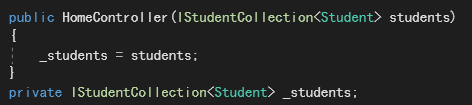 public HomeController(IStudentCollection<Student> students)
{
    _students = students;
}
private IStudentCollection<Student> _students;